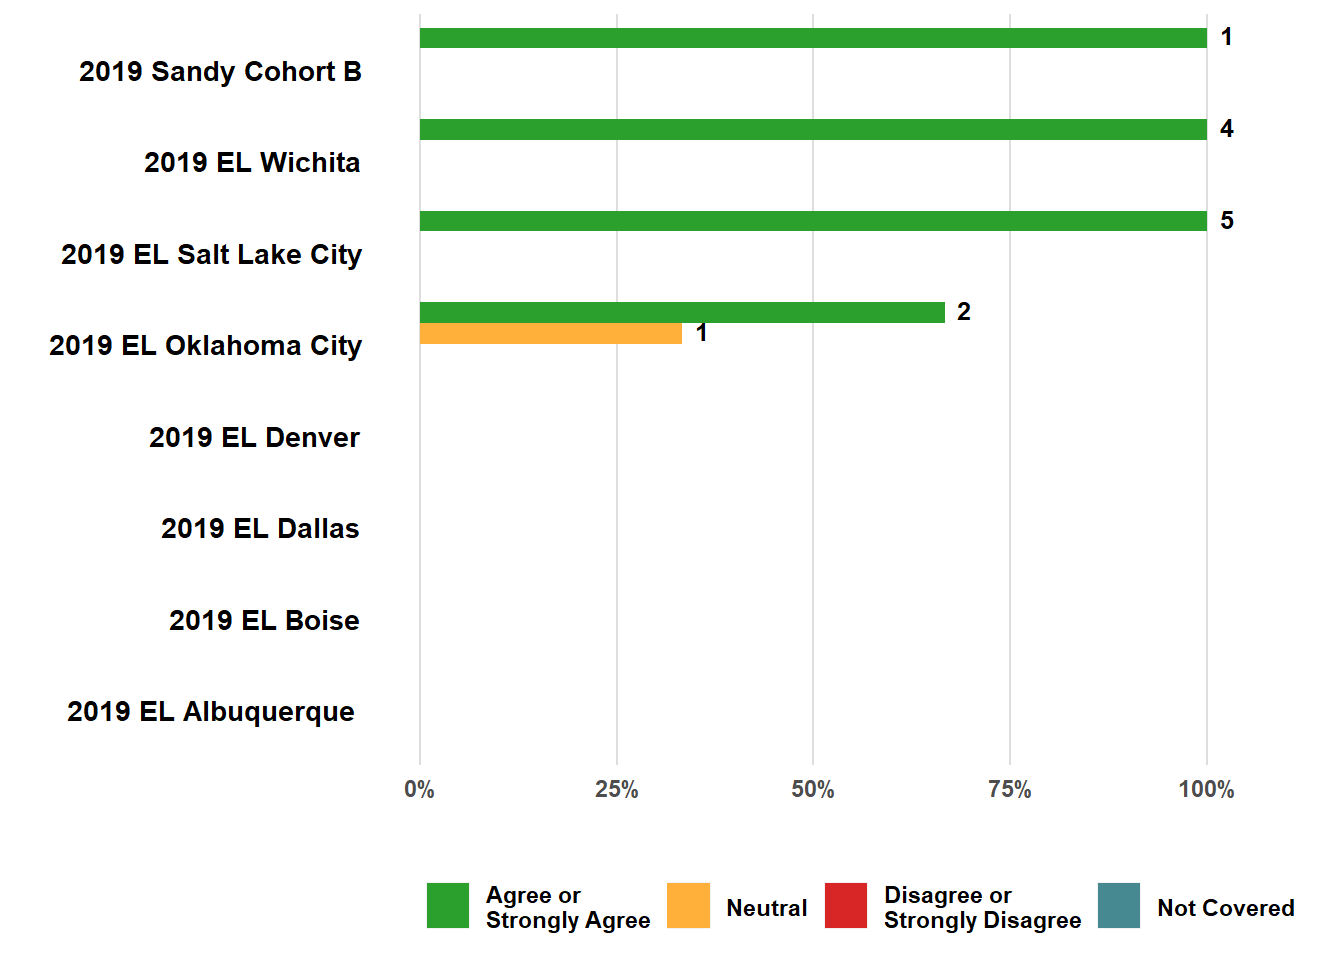 2019 Sandy Cohort B
1
2019 EL Wichita
4
2019 EL Salt Lake City
5
2019 EL Oklahoma City
2
1
2019 EL Denver
2019 EL Dallas
2019 EL Boise
2019 EL Albuquerque
0% 25% 50% 75% 100%
Agree or
Strongly Agree
Neutral
Disagree or
Strongly Disagree
Not Covered